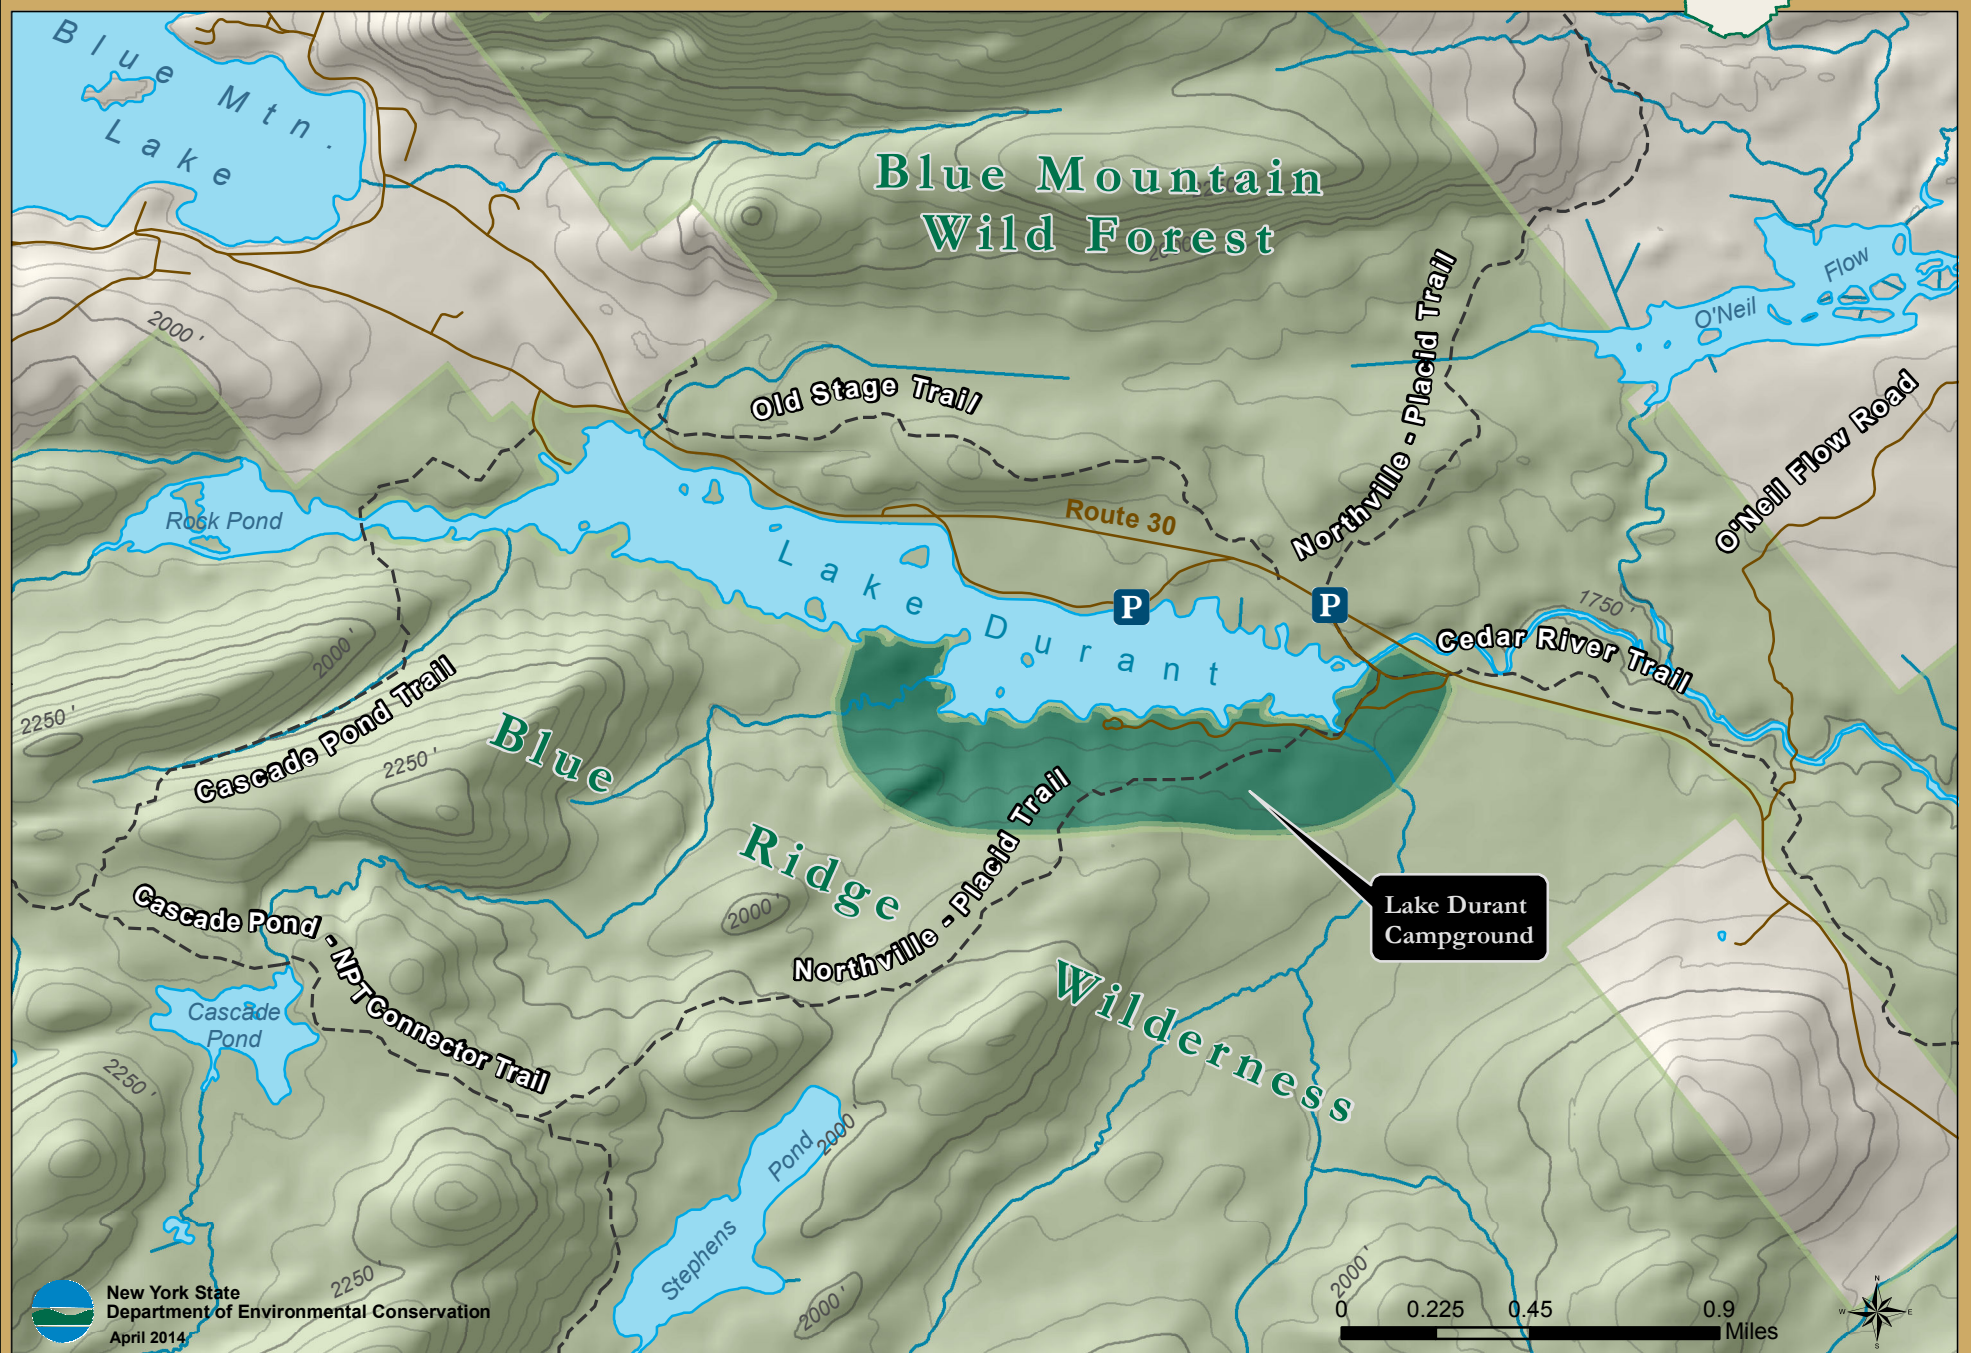 Blue Mtn.
Lake
Blue Mountain
Wild Forest
2250 '
2000 '
Flow
O'Neil
Northville - Placid Trail
Old Stage Trail
O'Neil Flow Road
Route 30
Rock Pond
Lake Durant
P
P
1750 '
Cedar River Trail
2000 '
2250 '
Cascade Pond Trail
2250 '
Blue
Ridge
Wilderness
Northville - Placid Trail
2000 '
Lake Durant
Campground
Cascade Pond - NPT Connector Trail
Cascade
Pond
2250 '
2000 '
Stephens Pond
2250 '
2000 '
2000 '
New York State
Department of Environmental Conservation
April 2014
0 0.225 0.45 0.9
Miles
N
W E
S